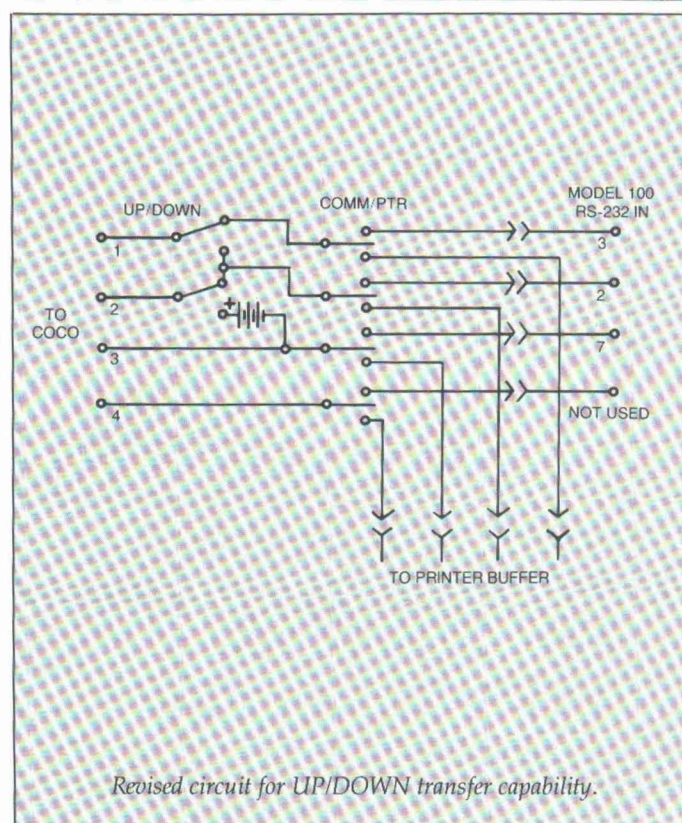 UP/DOWN
COMM/PTR
MODEL 100
RS-232 IN
1
3
TO
COCO
2
2
+
3
7
4
NOT USED
TO PRINTER BUFFER
Revised circuit for UP/DOWN transfer capability.